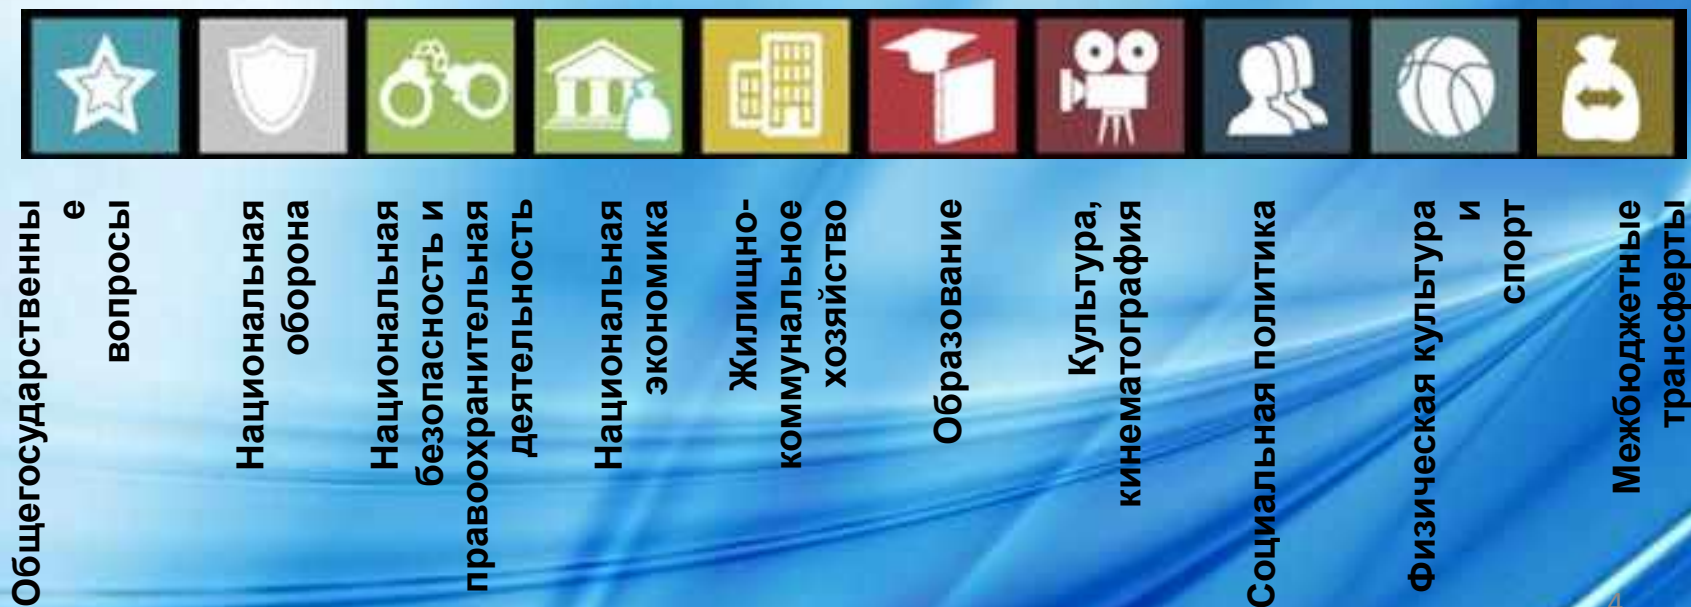 Общегосударственны
е
вопросы
Национальная
оборона
Национальная
безопасность и
правоохранительная
деятельность
Национальная
экономика
Жилищно-
коммунальное
хозяйство
Образование
Культура,
кинематография
Социальная политика
Физическая культура
и
спорт
Межбюджетные
трансферты
4